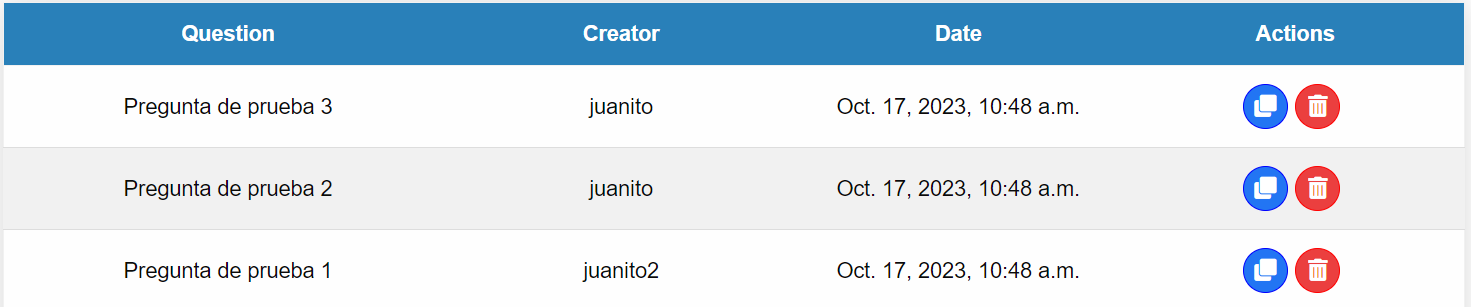 Question Creator Date Actions
Pregunta de prueba 3 juanito Oct. 17, 2023, 10:48 a.m.
Pregunta de prueba 2 juanito Oct. 17, 2023, 10:48 a.m.
Pregunta de prueba 1 juanito2 Oct. 17, 2023, 10:48 a.m.